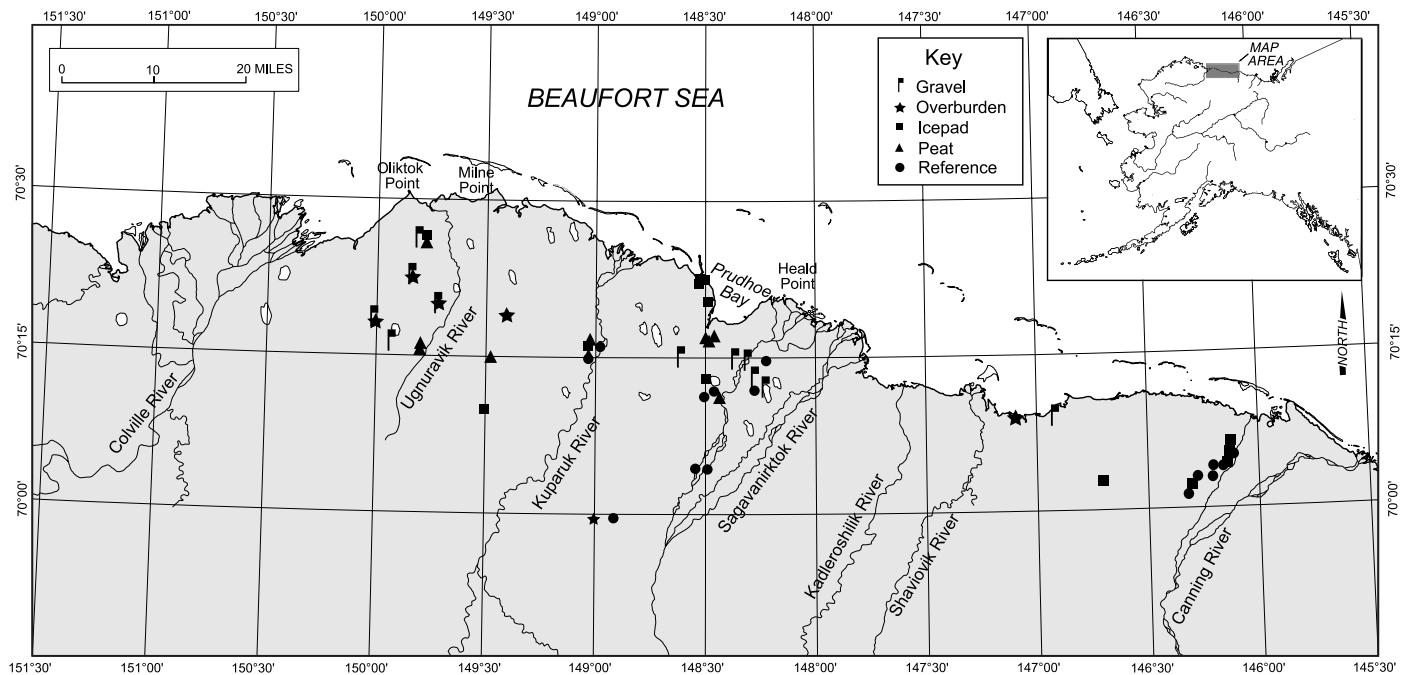 151°30' 151°00' 150°30' 150°00' 149°30' 149°00' 148°30' 148°00' 147°30' 147°00' 146°30' 146°00' 145°30'
0 10 20 MILES
BEAUFORT SEA
Key
Gravel
Overburden
Icepad
Peat
Reference
MAP
AREA
70°30'
70°30'
Oliktok
Point
Milne
Point
Prudhoe
Bay
Heald
Point
70°15'
70°15'
NORTH
Colville River
Ugnuravik River
Kuparuk River
Sagavanirktok River
Kadleroshilik River
Shaviovik River
Canning River
70°00'
70°00'
151°30' 151°00' 150°30' 150°00' 149°30' 149°00' 148°30' 148°00' 147°30' 147°00' 146°30' 146°00' 145°30'